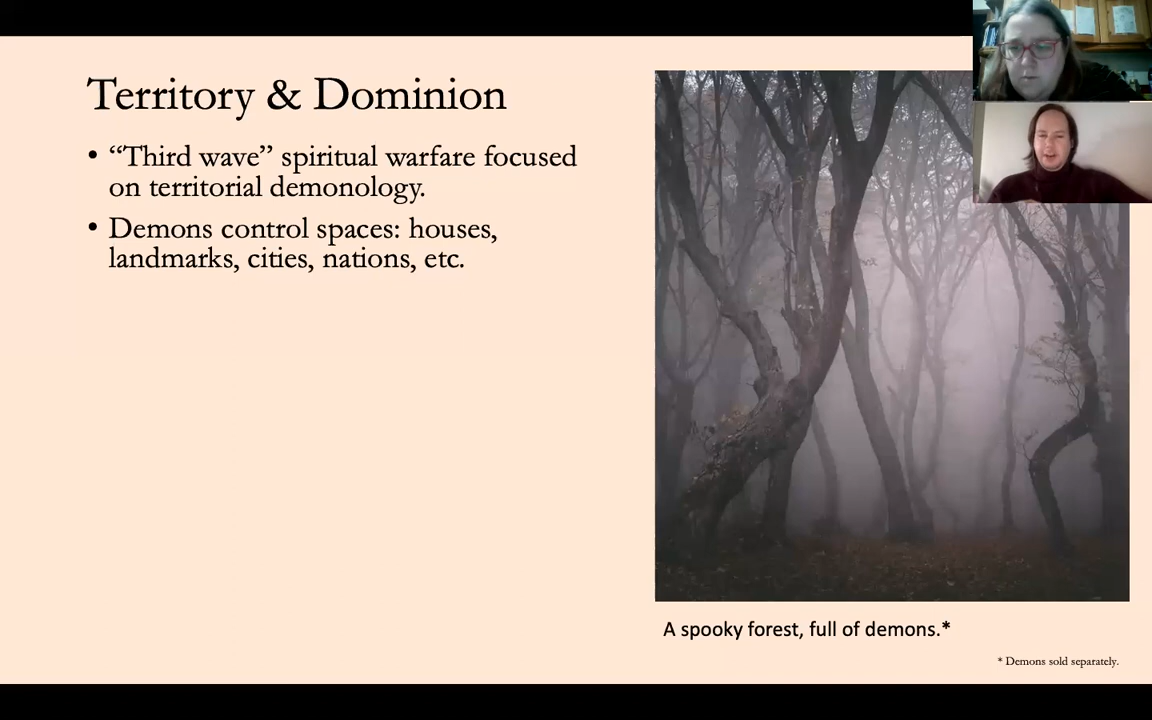 Territory & Dominion
• “Third wave” spiritual warfare focused
on territorial demonology.
• Demons control spaces: houses,
landmarks, cities, nations, etc.
A spooky forest, full of demons.*
* Demons sold separately.